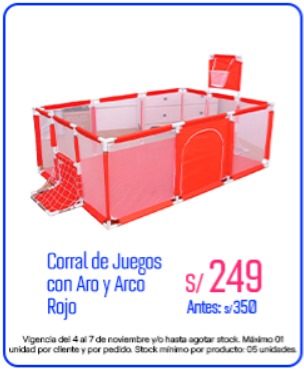 Corral de Juegos
con Aro y Arco
Rojo
s/ 249
Antes: s/350
Vigencia del 4 al 7 de noviembre y/o hasta agotar stock. Máximo 01
unidad por cliente y por pedido. Stock mínimo por producto: 05 unidades.